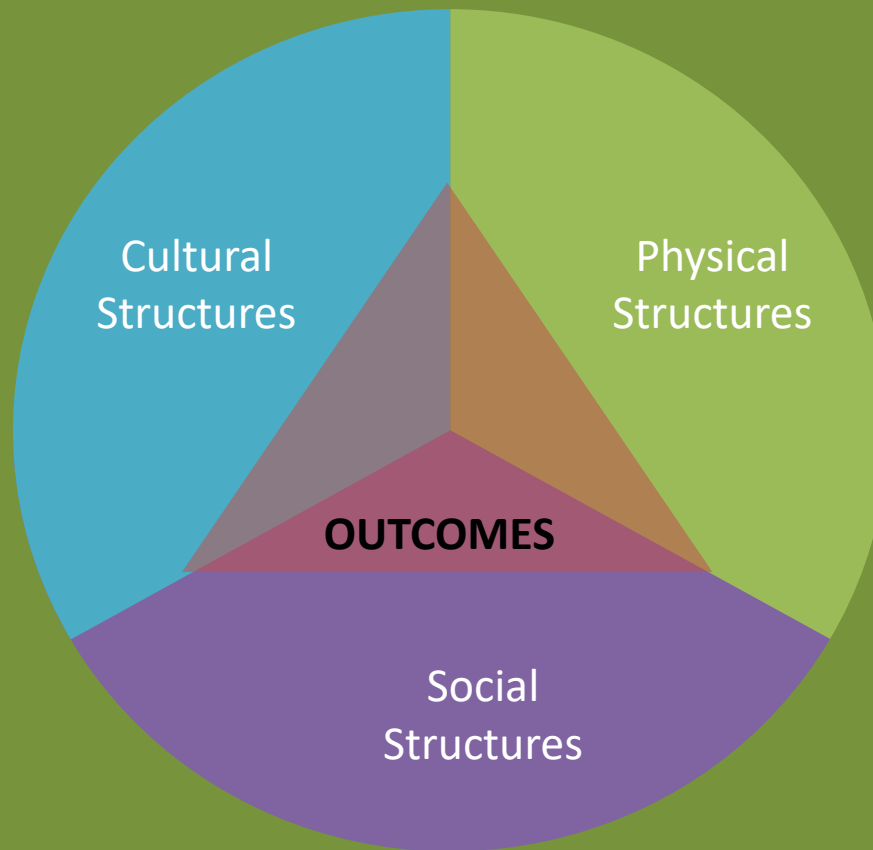 Cultural
Structures
Physical
Structures
OUTCOMES
Social
Structures